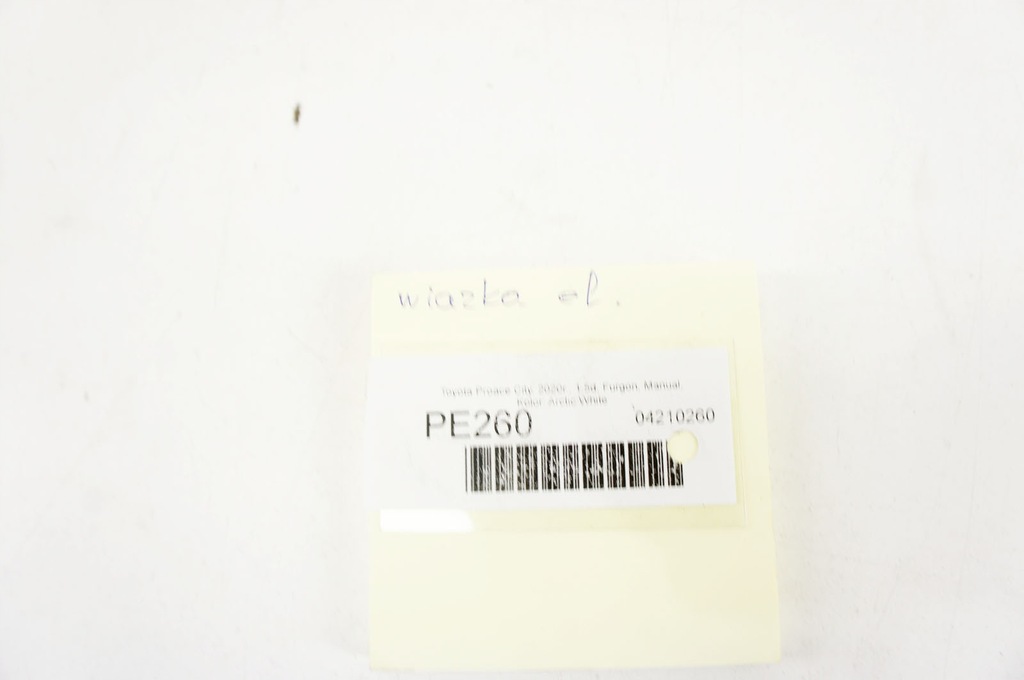 wiazka el.
Toyota Proace City, 2020r., 1.5d, Furgon, Manual,
kolor: Arctic White
PE260
04210260